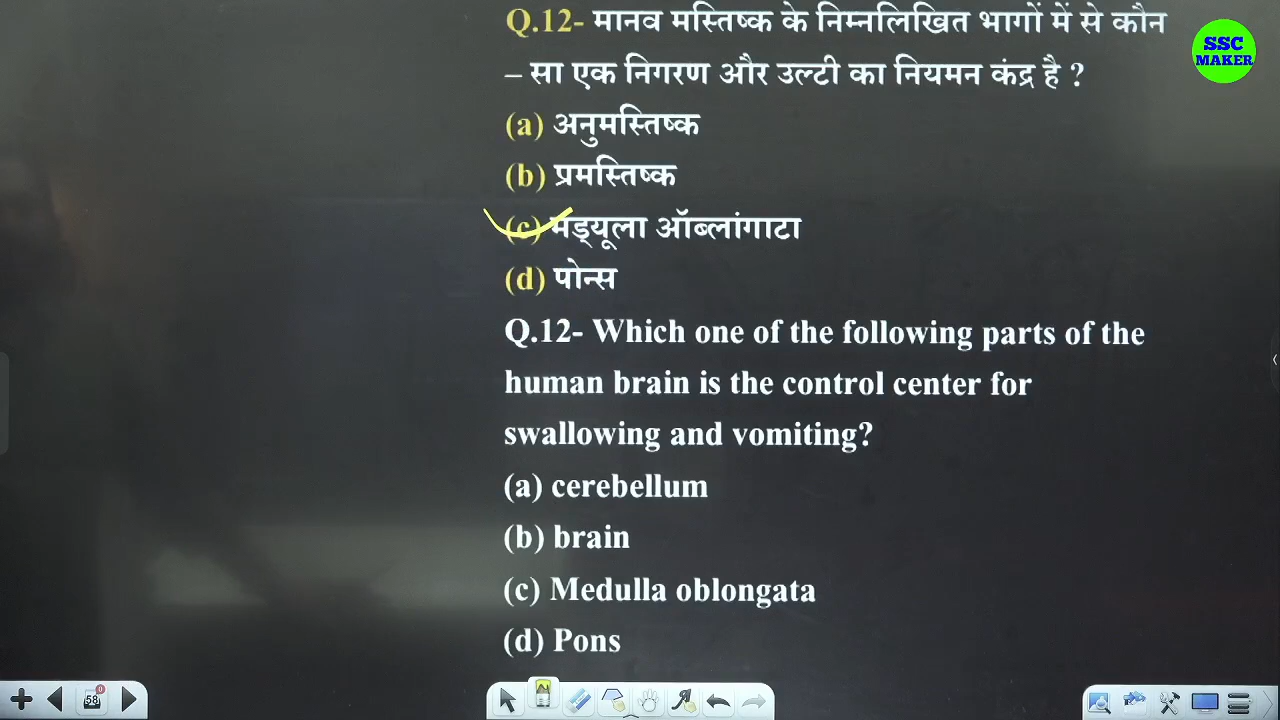 Q.12- मानव मस्तिष्क के निम्नलिखित भागों में से कौन
– सा एक निगरण और उल्टी का नियमन कंद्र है ?
(a) अनुमस्तिष्क
(b) प्रमस्तिष्क
(c) मड्यूला ऑब्लांगाटा
(d) पोन्स
Q.12- Which one of the following parts of the
human brain is the control center for
swallowing and vomiting?
(a) cerebellum
(b) brain
(c) Medulla oblongata
(d) Pons
SSC
MAKER
58